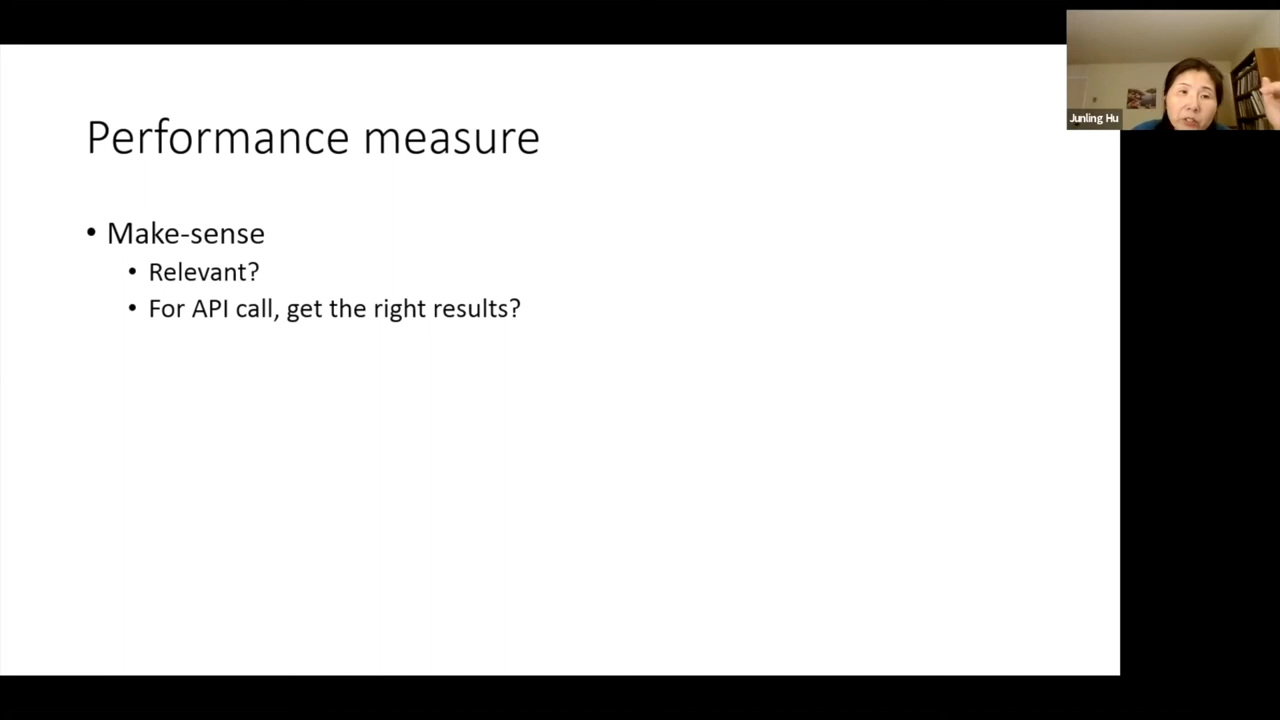 Performance measure
• Make-sense
• Relevant?
• For API call, get the right results?
Junling Hu